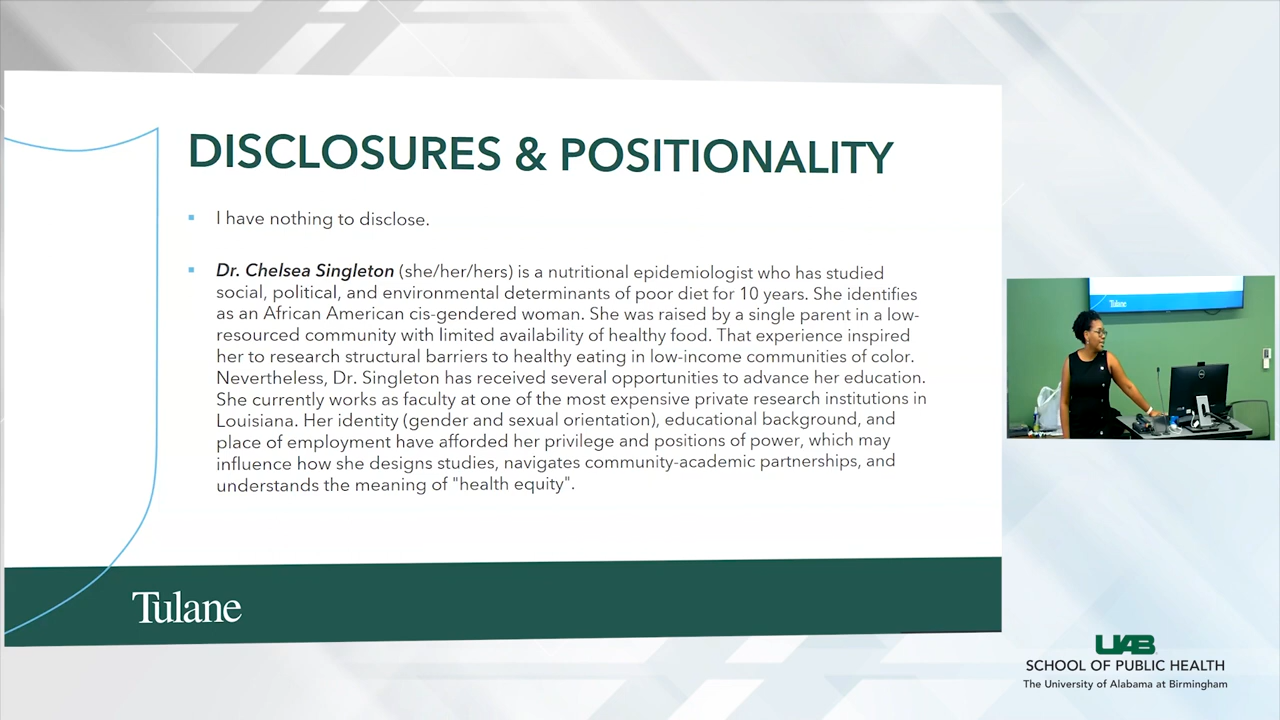 DISCLOSURES & POSITIONALITY
▪ I have nothing to disclose.
▪ Dr. Chelsea Singleton (she/her/hers) is a nutritional epidemiologist who has studied
social, political, and environmental determinants of poor diet for 10 years. She identifies
as an African American cis-gendered woman. She was raised by a single parent in a low-
resourced community with limited availability of healthy food. That experience inspired
her to research structural barriers to healthy eating in low-income communities of color.
Nevertheless, Dr. Singleton has received several opportunities to advance her education.
She currently works as faculty at one of the most expensive private research institutions in
Louisiana. Her identity (gender and sexual orientation), educational background, and
place of employment have afforded her privilege and positions of power, which may
influence how she designs studies, navigates community-academic partnerships, and
understands the meaning of "health equity".
Tulane
Tulane
UAB
SCHOOL OF PUBLIC HEALTH
The University of Alabama at Birmingham